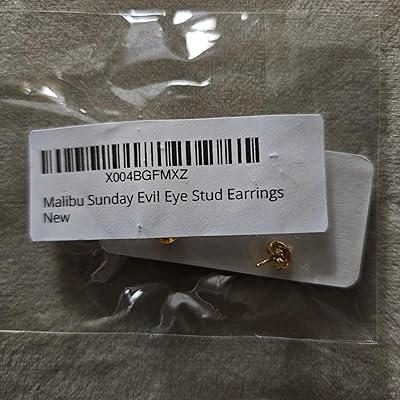 X004BGFMXZ
Malibu Sunday Evil Eye Stud Earrings
New